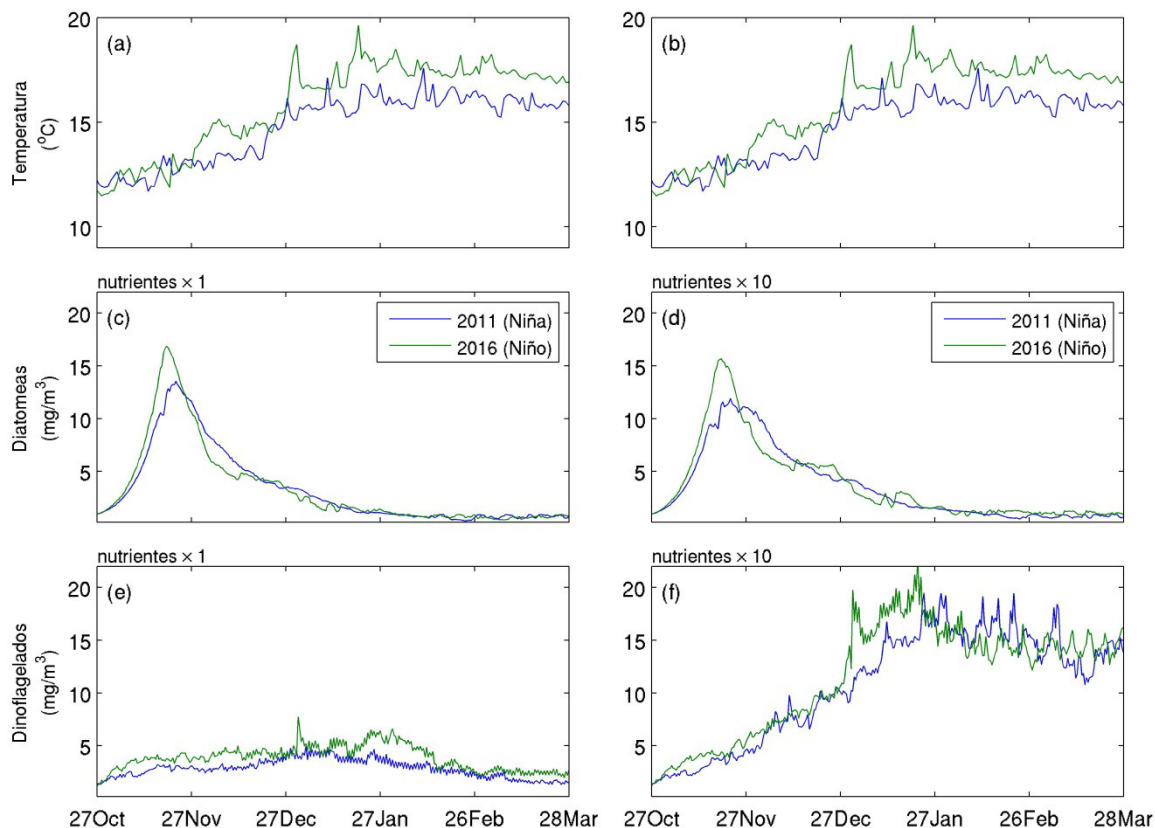 20
(a)
15
10
Temperatura
(°C)
20
(b)
15
10
nutrientes × 1
20
(c)
15
10
5
Diatomeas
(mg/m³)
2011 (Niña)
2016 (Niño)
nutrientes × 10
20
(d)
15
10
5
2011 (Niña)
2016 (Niño)
nutrientes × 1
20
(e)
15
10
5
Dinoflagelados
(mg/m³)
27Oct 27Nov 27Dec 27Jan 26Feb 28Mar
nutrientes × 10
20
(f)
15
10
5
27Oct 27Nov 27Dec 27Jan 26Feb 28Mar